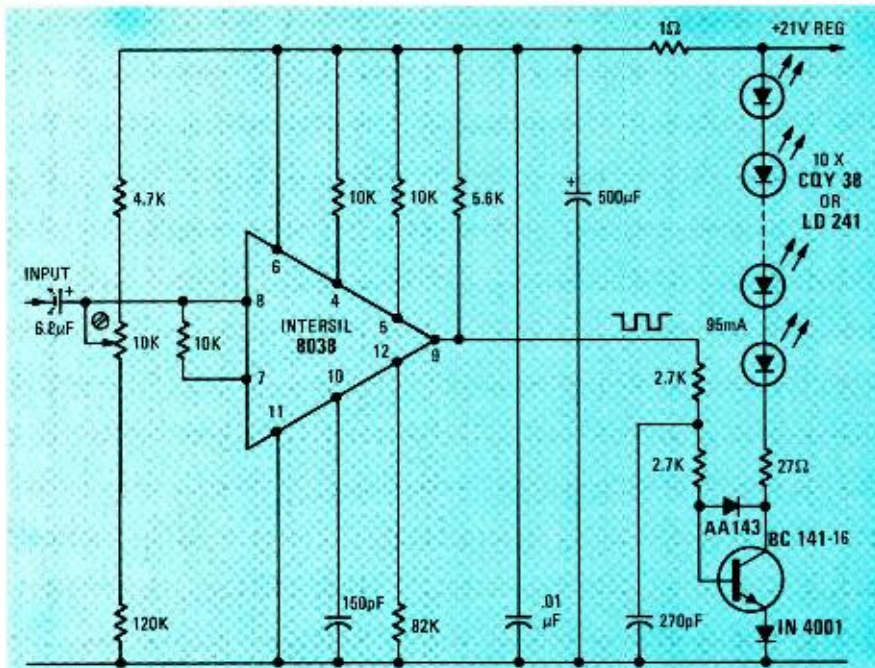 1Ω
+21V REG
4.7K
10K
10K
5.6K
500µF
+
10 X
CQY 38
OR
LD 241
INPUT
+
6.8µF
10K
10K
8
7
6
4
5
INTERSIL
8038
12
9
10
11
95mA
2.7K
2.7K
27Ω
AA143
BC 141-16
120K
150pF
82K
.01
µF
270pF
IN 4001